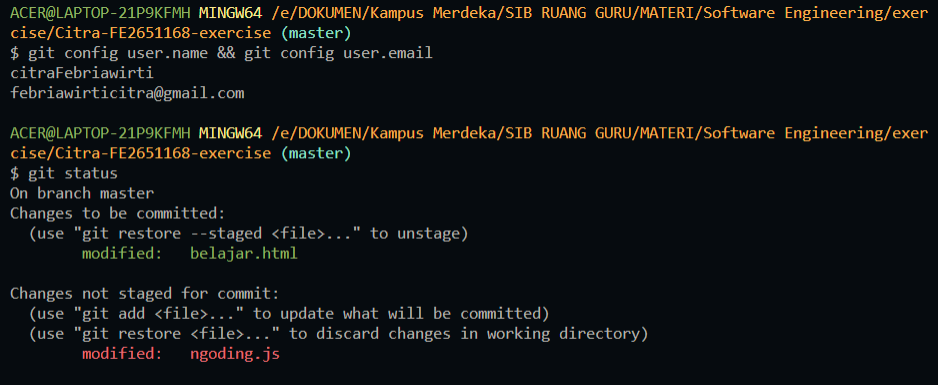 ACER@LAPTOP-21P9KFMH MINGW64 /e/DOKUMEN/Kampus Merdeka/SIB RUANG GURU/MATERI/Software Engineering/exer
cise/Citra-FE2651168-exercise (master)
$ git config user.name && git config user.email
citraFebriawirti
febriawirticitra@gmail.com

ACER@LAPTOP-21P9KFMH MINGW64 /e/DOKUMEN/Kampus Merdeka/SIB RUANG GURU/MATERI/Software Engineering/exer
cise/Citra-FE2651168-exercise (master)
$ git status
On branch master
Changes to be committed:
  (use "git restore --staged <file>..." to unstage)
        modified:   belajar.html

Changes not staged for commit:
  (use "git add <file>..." to update what will be committed)
  (use "git restore <file>..." to discard changes in working directory)
        modified:   ngoding.js